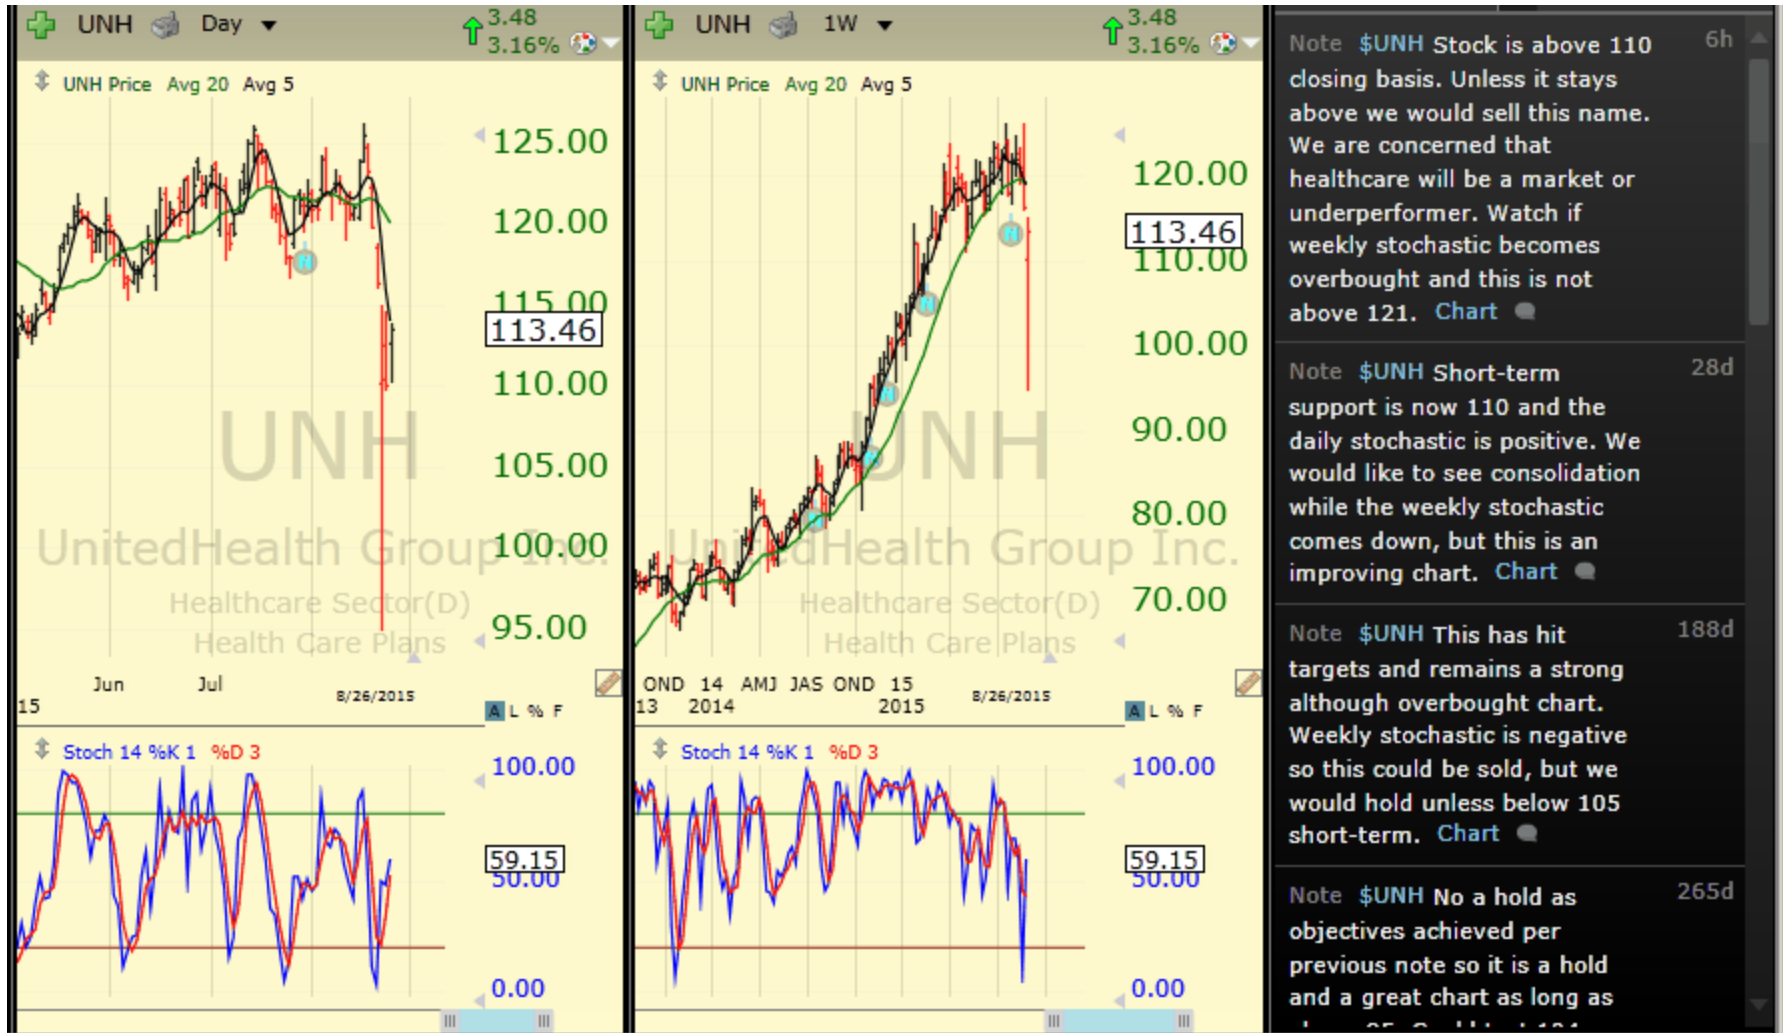 UNH Day 3.48
3.16%
UNH Price Avg 20 Avg 5
125.00
120.00
115.00
113.46
110.00
105.00
100.00
95.00
UNH
UnitedHealth Group Inc.
Healthcare Sector(D)
Health Care Plans
Jun Jul 8/26/2015
15
A L % F
Stoch 14 %K 1 %D 3
100.00
59.15
50.00
0.00
UNH 1W 3.48
3.16%
UNH Price Avg 20 Avg 5
120.00
113.46
110.00
100.00
90.00
80.00
70.00
N
N
N
N
N
N
UNH
UnitedHealth Group Inc.
Healthcare Sector(D)
Health Care Plans
OND 14 AMJ JAS OND 15 8/26/2015
13 2014 2015
A L % F
Stoch 14 %K 1 %D 3
100.00
59.15
50.00
0.00
Note $UNH Stock is above 110 6h
closing basis. Unless it stays
above we would sell this name.
We are concerned that
healthcare will be a market or
underperformer. Watch if
weekly stochastic becomes
overbought and this is not
above 121. Chart
Note $UNH Short-term 28d
support is now 110 and the
daily stochastic is positive. We
would like to see consolidation
while the weekly stochastic
comes down, but this is an
improving chart. Chart
Note $UNH This has hit 188d
targets and remains a strong
although overbought chart.
Weekly stochastic is negative
so this could be sold, but we
would hold unless below 105
short-term. Chart
Note $UNH No a hold as 265d
objectives achieved per
previous note so it is a hold
and a great chart as long as